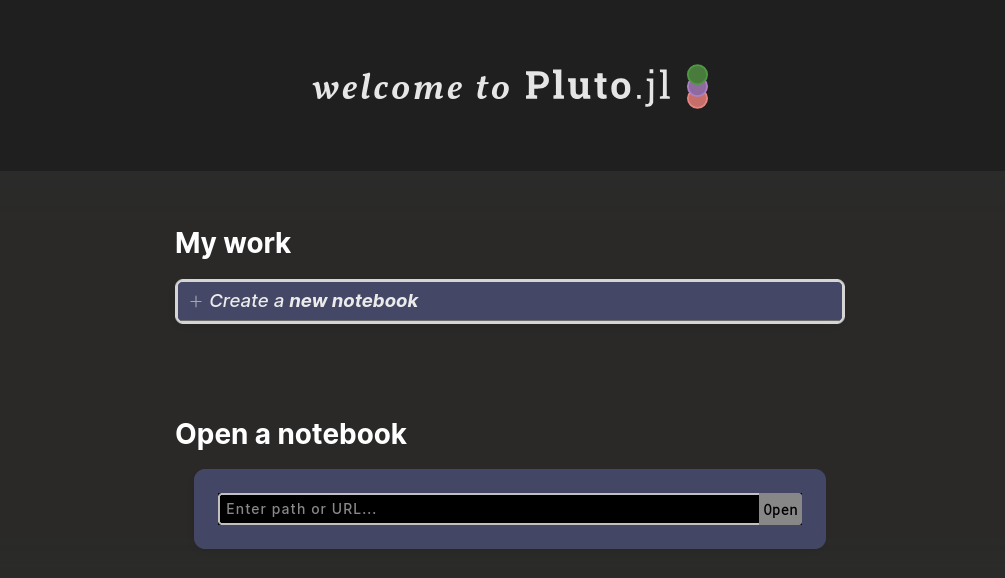 welcome to Pluto.jl
My work
+ Create a new notebook
Open a notebook
Enter path or URL...
Open